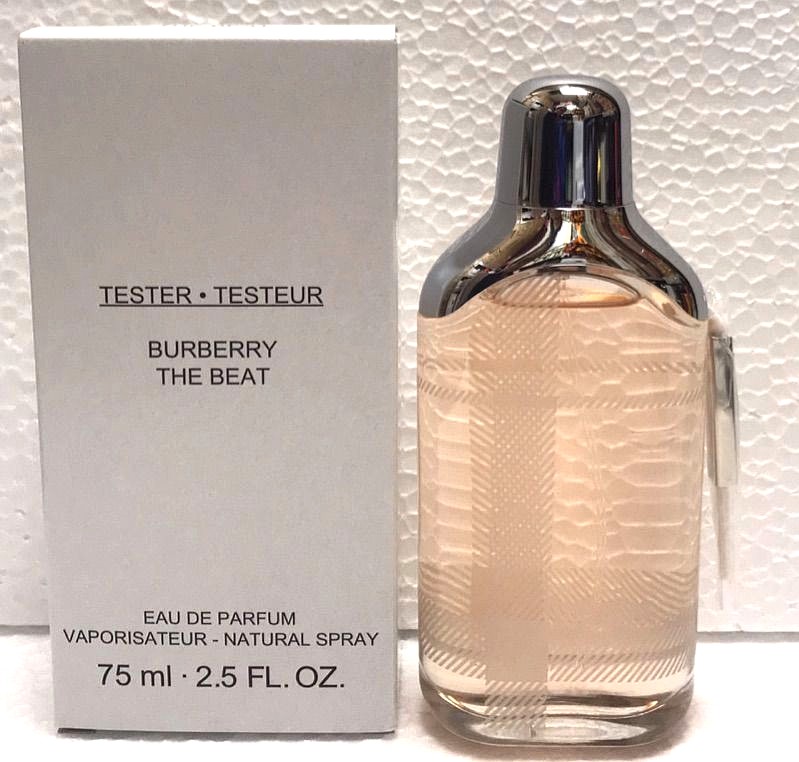 TESTER • TESTEUR
BURBERRY
THE BEAT
EAU DE PARFUM
VAPORISATEUR - NATURAL SPRAY
75 ml · 2.5 FL. OZ.